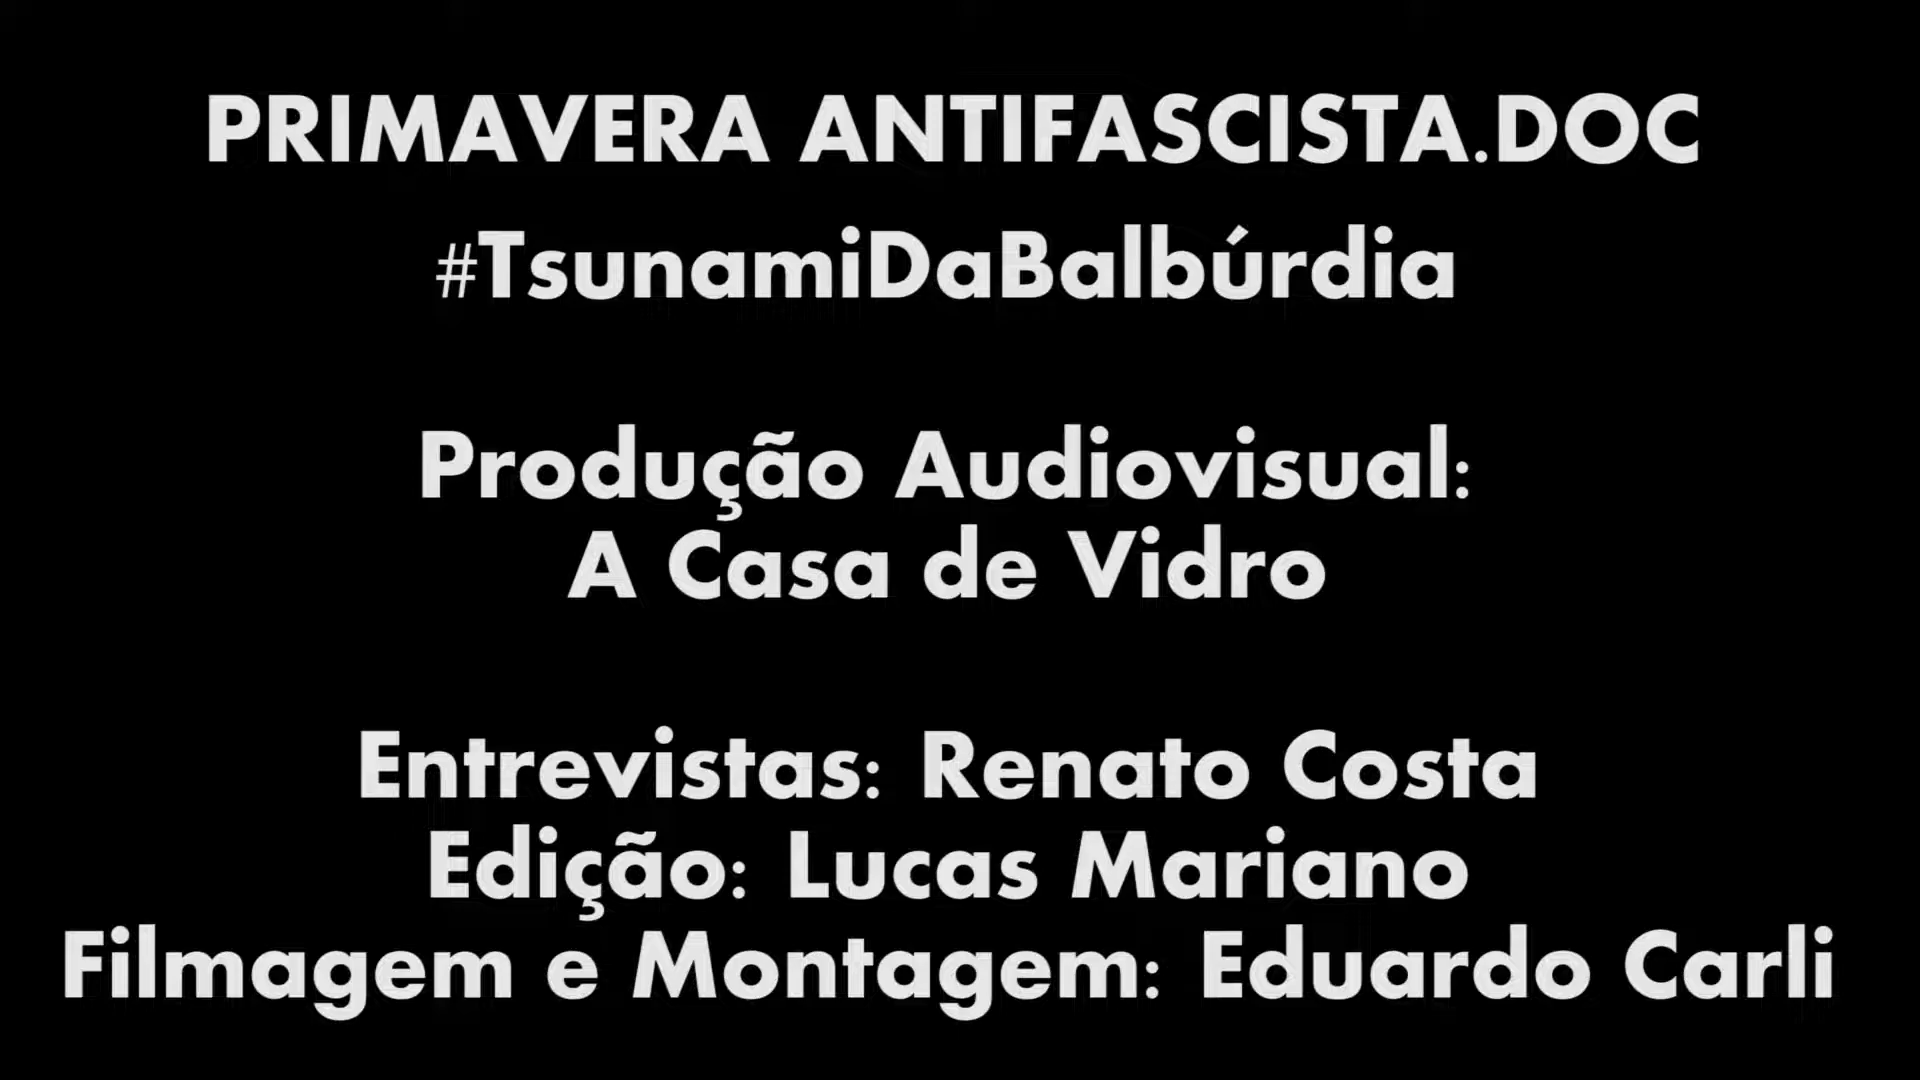 PRIMAVERA ANTIFASCISTA.DOC
#TsunamiDaBalbúrdia
Produção Audiovisual:
A Casa de Vidro
Entrevistas: Renato Costa
Edição: Lucas Mariano
Filmagem e Montagem: Eduardo Carli